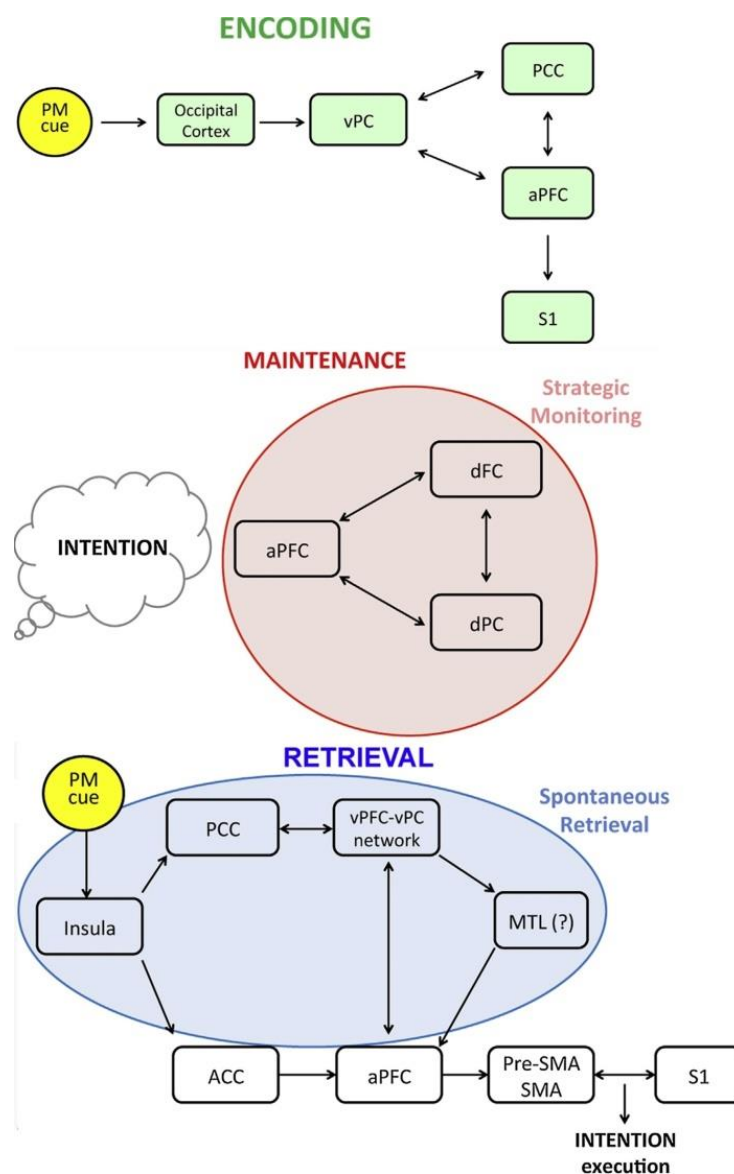 ENCODING
PM
cue
Occipital
Cortex
vPC
PCC
aPFC
S1
MAINTENANCE
Strategic
Monitoring
INTENTION
aPFC
dFC
dPC
RETRIEVAL
PM
cue
Spontaneous
Retrieval
PCC
vPFC-vPC
network
Insula
MTL (?)
ACC
aPFC
Pre-SMA
SMA
S1
INTENTION
execution